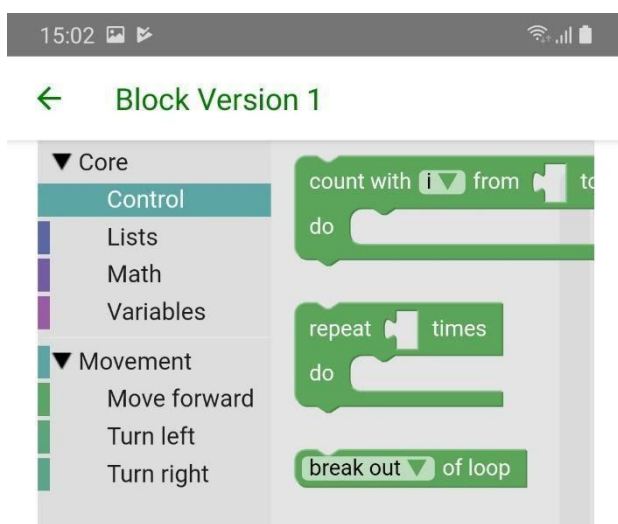 15:02
Block Version 1
Core
Control
Lists
Math
Variables
Movement
Move forward
Turn left
Turn right
count with i from to
do
repeat times
do
break out of loop